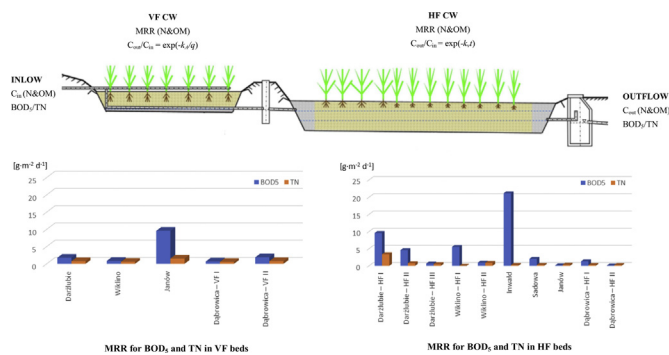 VF CW
MRR (N&OM)
Cout/Cin = exp(-kA/q)
HF CW
MRR (N&OM)
Cout/Cin = exp(-kvt)
INLOW
Cin (N&OM)
BOD5/TN
OUTFLOW
Cout (N&OM)
BOD5/TN
[g·m-2 d-1]
BOD5 TN
25
20
15
10
5
0
Darżlubie
Wiklino
Janów
Dąbrowica – VF I
Dąbrowica – VF II
MRR for BOD5 and TN in VF beds
[g·m-2 d-1]
BOD5 TN
25
20
15
10
5
0
Darżlubie – HF I
Darżlubie – HF II
Darżlubie – HF III
Wiklino – HF I
Wiklino – HF II
Inwałd
Sadowa
Janów
Dąbrowica – HF I
Dąbrowica – HF II
MRR for BOD5 and TN in HF beds